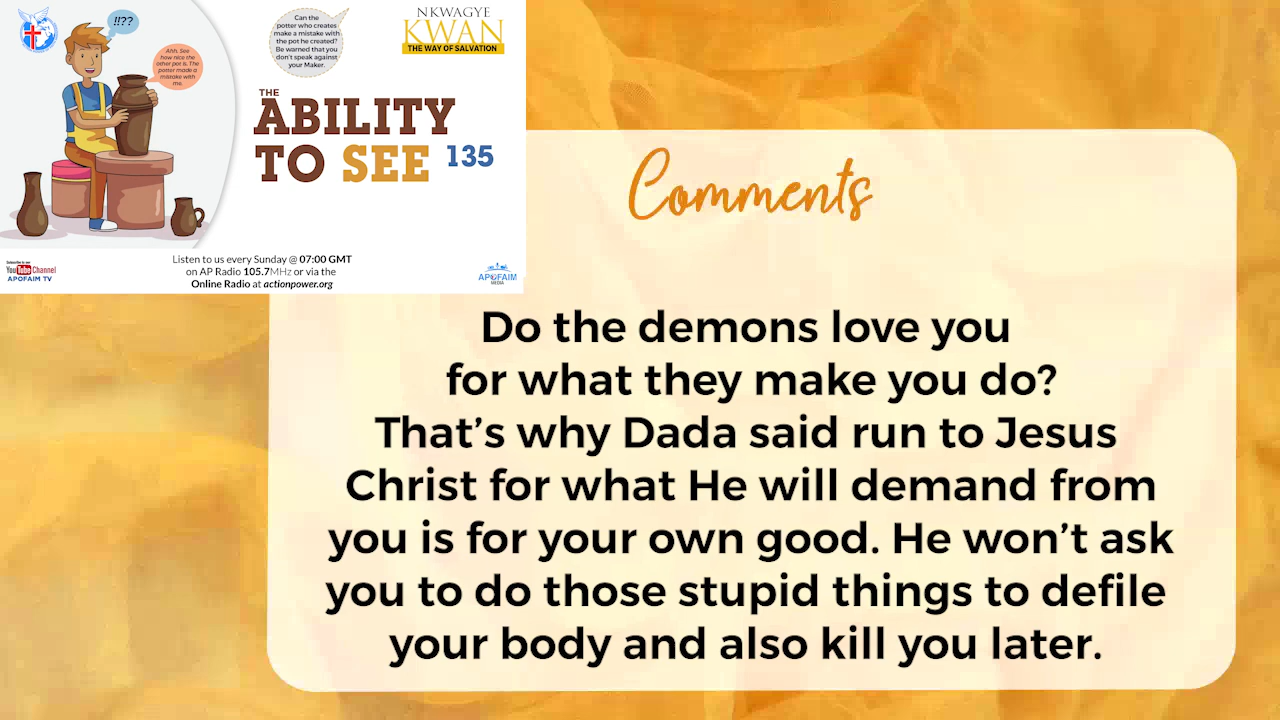 !!??
Ahh. See
how nice the
other pot is. The
potter made a
mistake with
me.
Can the
potter who creates
make a mistake with
the pot he created?
Be warned that you
don't speak against
your Maker.
NKWAGYE
KWAN
THE WAY OF SALVATION
THE
ABILITY
TO SEE 135
Subscribe to our
YouTube Channel
APOFAIM TV
Listen to us every Sunday @ 07:00 GMT
on AP Radio 105.7MHz or via the
Online Radio at actionpower.org
APOFAIM
MEDIA
Comments
Do the demons love you
for what they make you do?
That's why Dada said run to Jesus
Christ for what He will demand from
you is for your own good. He won't ask
you to do those stupid things to defile
your body and also kill you later.